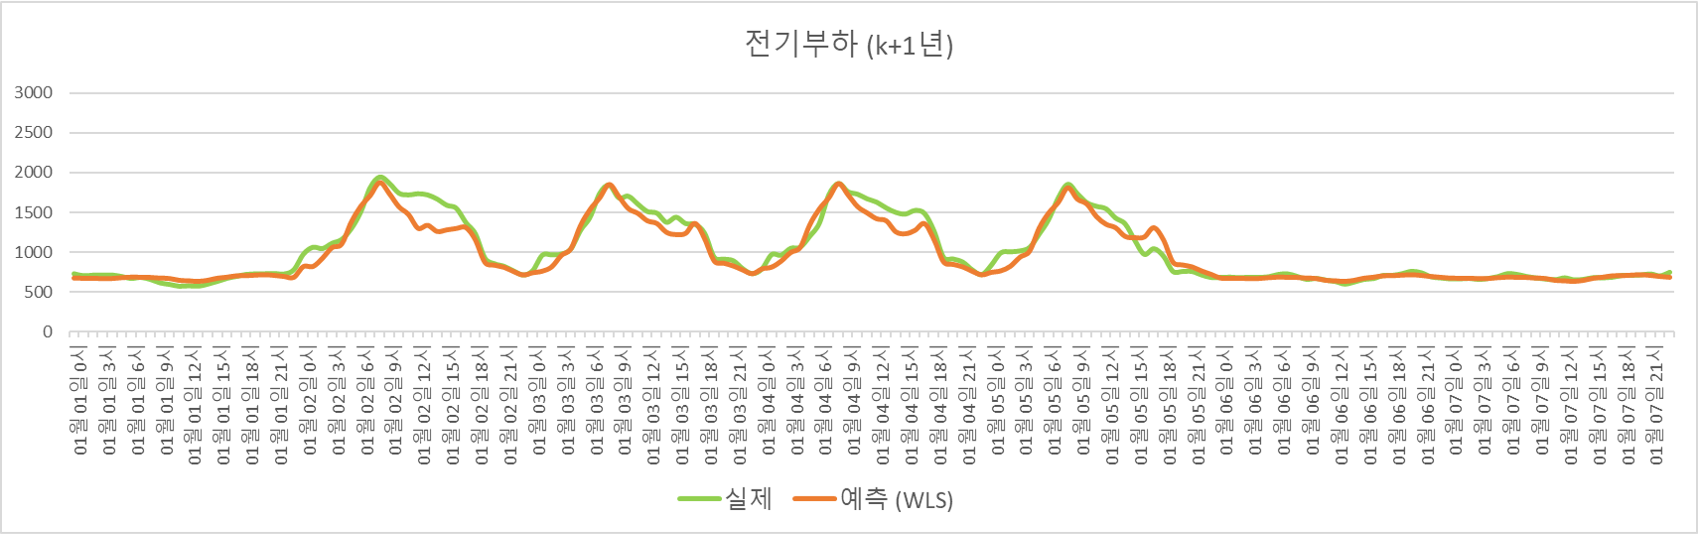 전기부하 (k+1년)
3000
2500
2000
1500
1000
500
0
01월 01일 0시
01월 01일 3시
01월 01일 6시
01월 01일 9시
01월 01일 12시
01월 01일 15시
01월 01일 18시
01월 01일 21시
01월 02일 0시
01월 02일 3시
01월 02일 6시
01월 02일 9시
01월 02일 12시
01월 02일 15시
01월 02일 18시
01월 02일 21시
01월 03일 0시
01월 03일 3시
01월 03일 6시
01월 03일 9시
01월 03일 12시
01월 03일 15시
01월 03일 18시
01월 03일 21시
01월 04일 0시
01월 04일 3시
01월 04일 6시
01월 04일 9시
01월 04일 12시
01월 04일 15시
01월 04일 18시
01월 04일 21시
01월 05일 0시
01월 05일 3시
01월 05일 6시
01월 05일 9시
01월 05일 12시
01월 05일 15시
01월 05일 18시
01월 05일 21시
01월 06일 0시
01월 06일 3시
01월 06일 6시
01월 06일 9시
01월 06일 12시
01월 06일 15시
01월 06일 18시
01월 06일 21시
01월 07일 0시
01월 07일 3시
01월 07일 6시
01월 07일 9시
01월 07일 12시
01월 07일 15시
01월 07일 18시
01월 07일 21시
실제 예측 (WLS)